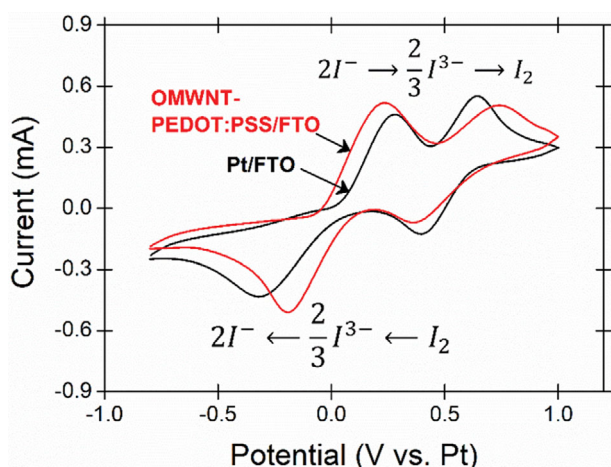 0.9
0.6
0.3
0.0
-0.3
-0.6
-0.9
Current (mA)
2I⁻ → 2/3 I³⁻ → I₂
OMWNT-
PEDOT:PSS/FTO
Pt/FTO
2I⁻ ← 2/3 I³⁻ ← I₂
-1.0 -0.5 0.0 0.5 1.0
Potential (V vs. Pt)